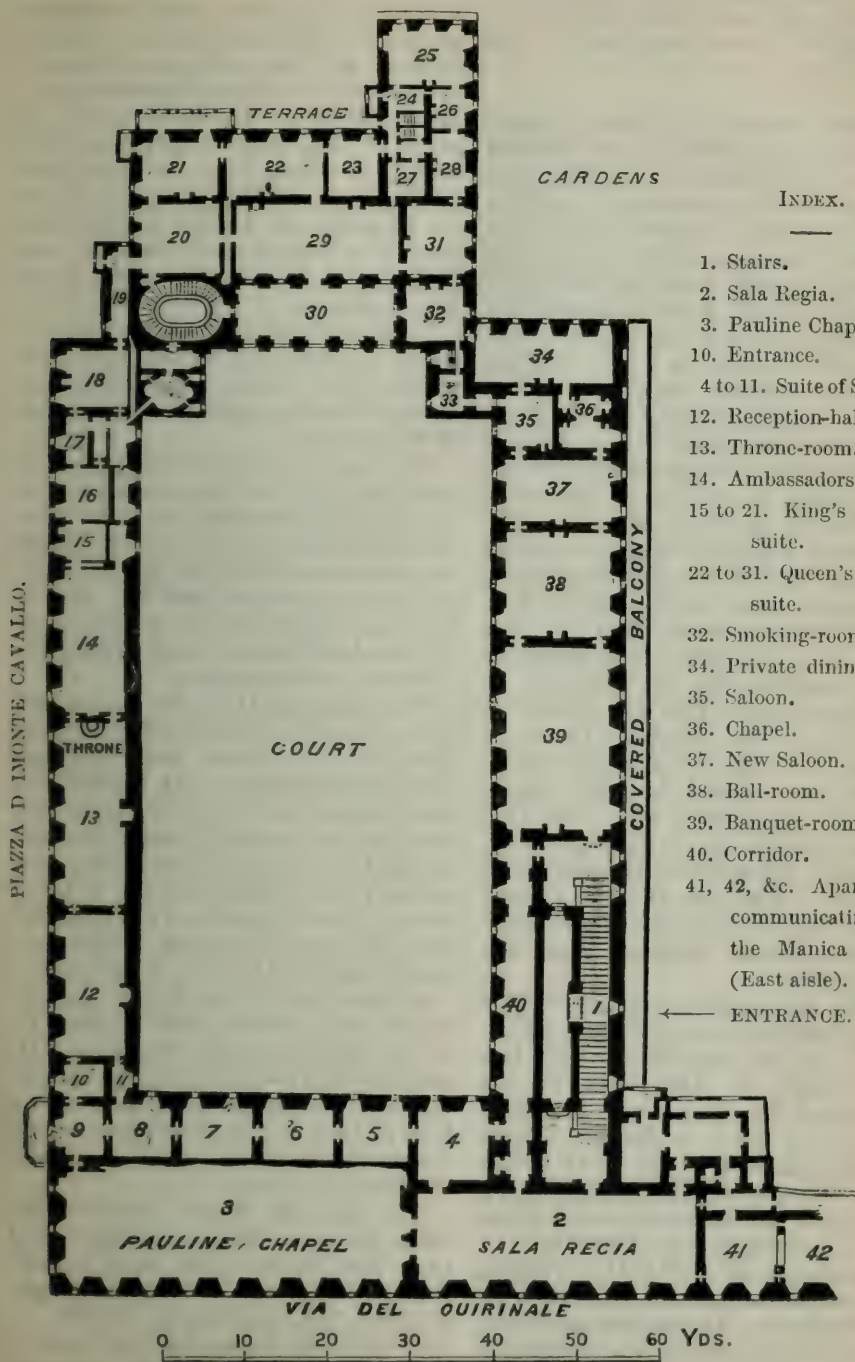 25
24
26
TERRACE
21
22
23
27
28
CARDENS
20
29
31
19
30
32
18
33
34
35
36
17
16
37
15
38
14
BALCONY
PIAZZA D IMONTE CAVALLO.
THRONE
COURT
39
COVERED
13
12
40
1
10
11
9
8
7
6
5
4
3
PAULINE, CHAPEL
2
SALA RECIA
41
42
VIA DEL QUIRINALE
0 10 20 30 40 50 60 YDS.
INDEX.
1. Stairs.
2. Sala Regia.
3. Pauline Chap
10. Entrance.
4 to 11. Suite of S
12. Reception-hal
13. Throne-room.
14. Ambassadors
15 to 21. King's
suite.
22 to 31. Queen's
suite.
32. Smoking-room
34. Private dinin
35. Saloon.
36. Chapel.
37. New Saloon.
38. Ball-room.
39. Banquet-room
40. Corridor.
41, 42, &c. Apar
communicatin
the Manica
(East aisle).
ENTRANCE.